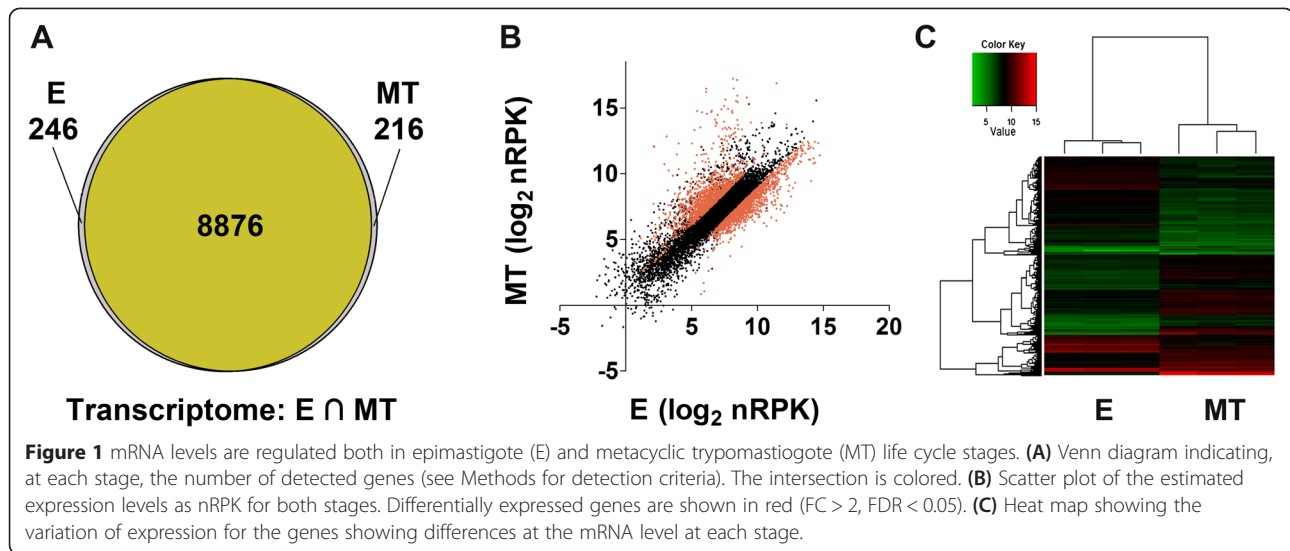 A
E
246
MT
216
8876
Transcriptome: E ∩ MT
B
MT (log2 nRPK)
15
10
5
-5
5
10
15
20
-5
E (log2 nRPK)
C
Color Key
5
10
15
Value
E
MT
Figure 1 mRNA levels are regulated both in epimastigote (E) and metacyclic trypomastiogote (MT) life cycle stages. (A) Venn diagram indicating,
at each stage, the number of detected genes (see Methods for detection criteria). The intersection is colored. (B) Scatter plot of the estimated
expression levels as nRPK for both stages. Differentially expressed genes are shown in red (FC > 2, FDR < 0.05). (C) Heat map showing the
variation of expression for the genes showing differences at the mRNA level at each stage.